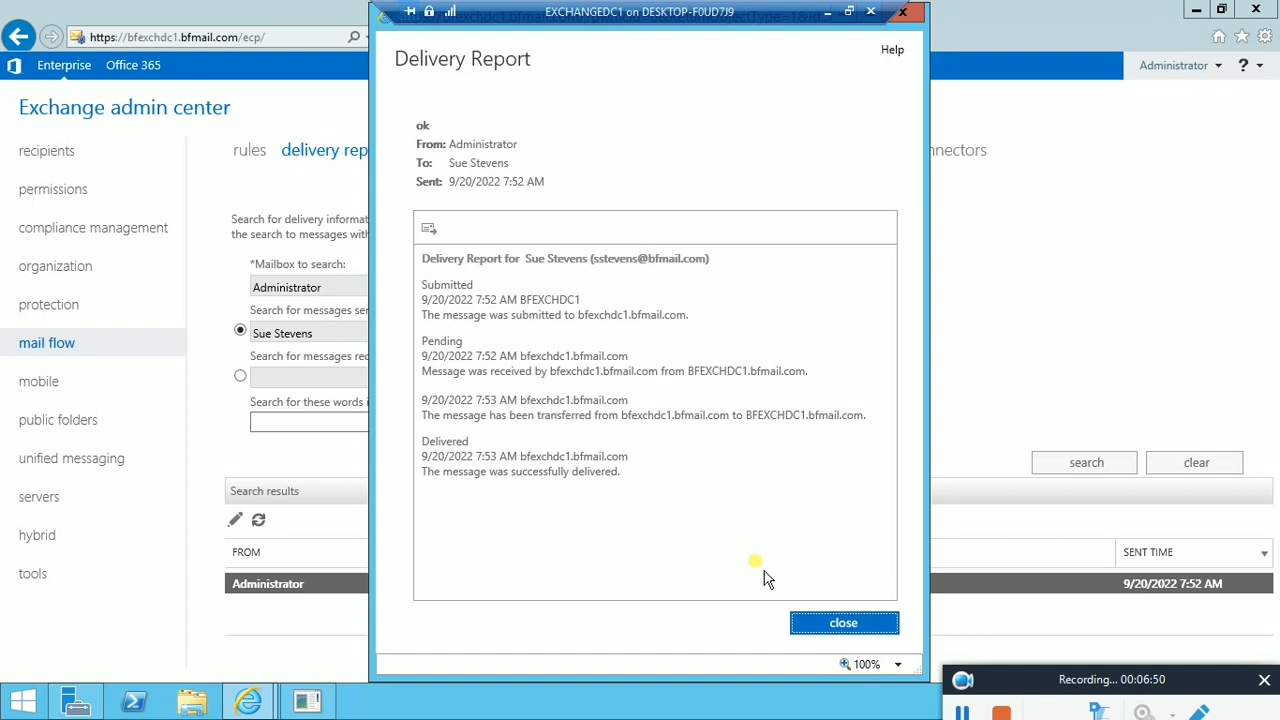 EXCHANGEDC1 on DESKTOP-F0UD7J9
https://bfexchdc1.bfmail.com/ecp/
Enterprise Office 365
Administrator ?
Exchange admin center
recipients
permissions
compliance management
organization
protection
mail flow
mobile
public folders
unified messaging
servers
hybrid
tools
rules delivery rep
onnectors
Search for delivery informa
the search to messages with
*Mailbox to search:
Administrator
Search for messages sen
Sue Stevens
Search for messages rec
Search for these words i
search clear
Search results
FROM SENT TIME
Administrator 9/20/2022 7:52 AM
Delivery Report
Help
ok
From: Administrator
To: Sue Stevens
Sent: 9/20/2022 7:52 AM
Delivery Report for Sue Stevens (sstevens@bfmail.com)
Submitted
9/20/2022 7:52 AM BFEXCHDC1
The message was submitted to bfexchdc1.bfmail.com.
Pending
9/20/2022 7:52 AM bfexchdc1.bfmail.com
Message was received by bfexchdc1.bfmail.com from BFEXCHDC1.bfmail.com.
9/20/2022 7:53 AM bfexchdc1.bfmail.com
The message has been transferred from bfexchdc1.bfmail.com to BFEXCHDC1.bfmail.com.
Delivered
9/20/2022 7:53 AM bfexchdc1.bfmail.com
The message was successfully delivered.
close
100%
Recording... 00:06:50